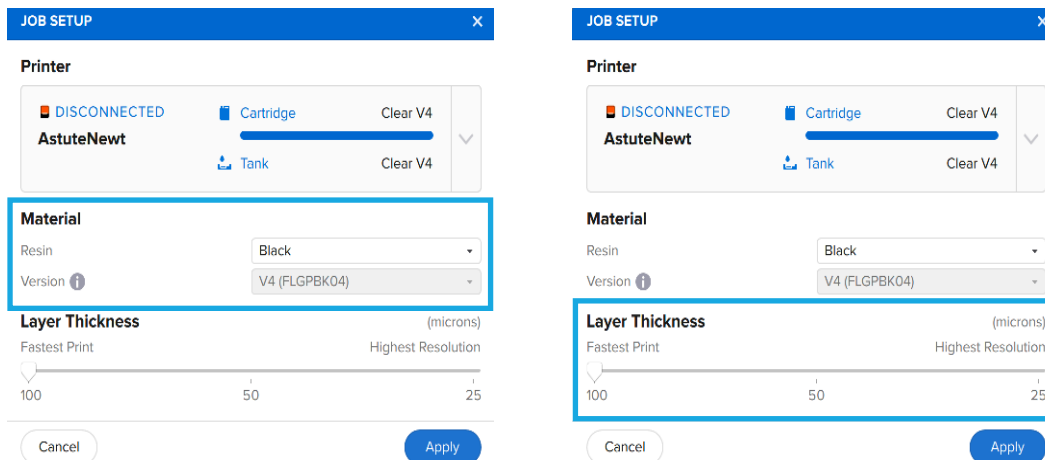 JOB SETUP X
Printer
DISCONNECTED Cartridge Clear V4
AstuteNewt
Tank Clear V4
Material
Resin Black
Version V4 (FLGPBK04)
Layer Thickness (microns)
Fastest Print Highest Resolution
100 50 25
Cancel Apply
JOB SETUP X
Printer
DISCONNECTED Cartridge Clear V4
AstuteNewt
Tank Clear V4
Material
Resin Black
Version V4 (FLGPBK04)
Layer Thickness (microns)
Fastest Print Highest Resolution
100 50 25
Cancel Apply